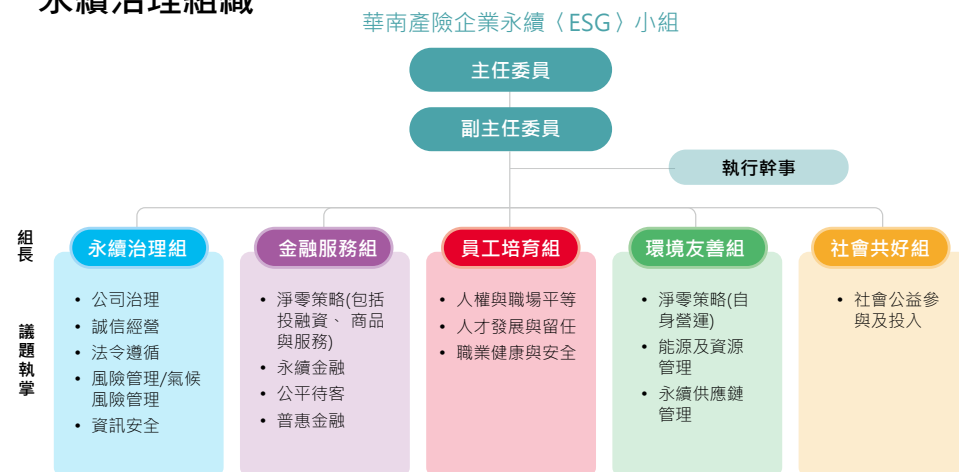 永續治理組織
華南產險企業永續〈ESG〉小組
主任委員
副主任委員
執行幹事
組長
永續治理組
金融服務組
員工培育組
環境友善組
社會共好組
議題執掌
• 公司治理
• 誠信經營
• 法令遵循
• 風險管理/氣候
風險管理
• 資訊安全
• 淨零策略(包括
投融資、 商品
與服務)
• 永續金融
• 公平待客
• 普惠金融
• 人權與職場平等
• 人才發展與留任
• 職業健康與安全
• 淨零策略(自
身營運)
• 能源及資源
管理
• 永續供應鏈
管理
• 社會公益參
與及投入